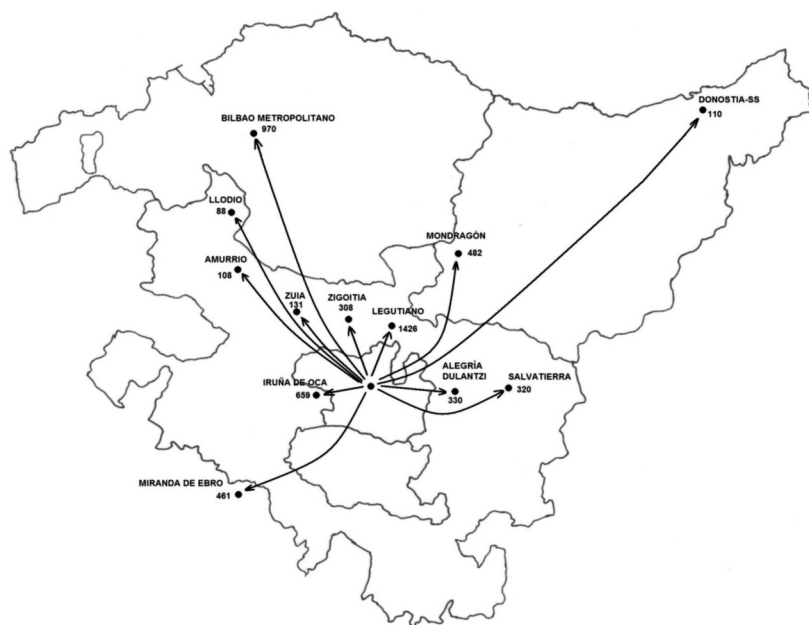 DONOSTIA-SS
110
BILBAO METROPOLITANO
970
LLODIO
88
MONDRAGÓN
482
AMURRIO
108
ZUIA
131
ZIGOITIA
308
LEGUTIANO
1426
IRUÑA DE OCA
659
ALEGRÍA
DULANTZI
330
SALVATIERRA
320
MIRANDA DE EBRO
461